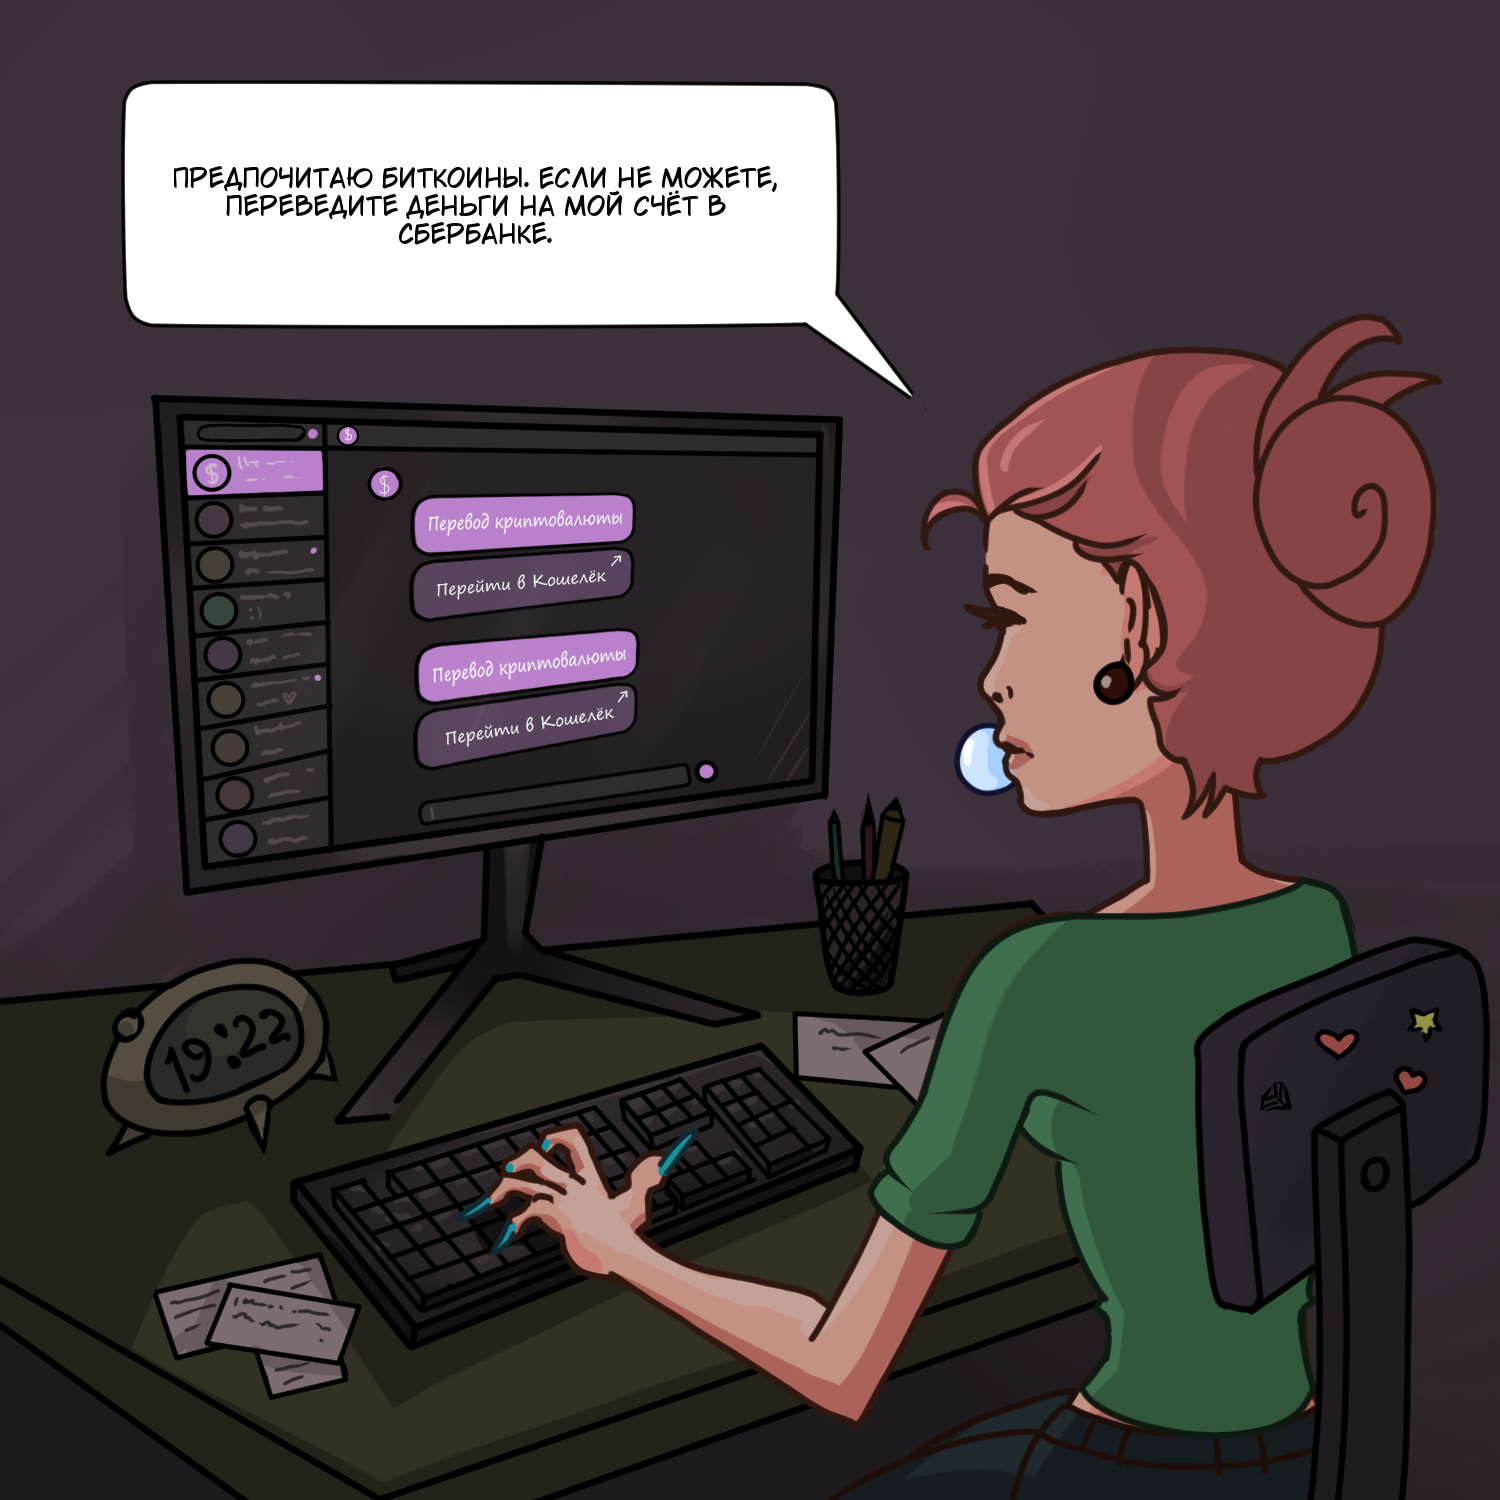 ПРЕДПОЧИТАЮ БИТКОИНЫ. ЕСЛИ НЕ МОЖЕТЕ,
ПЕРЕВЕДИТЕ ДЕНЬГИ НА МОЙ СЧЁТ В
СБЕРБАНКЕ.
$
$
$
Перевод криптовалюты
Перейти в Кошелёк
:)
Перевод криптовалюты
Перейти в Кошелёк
19:22